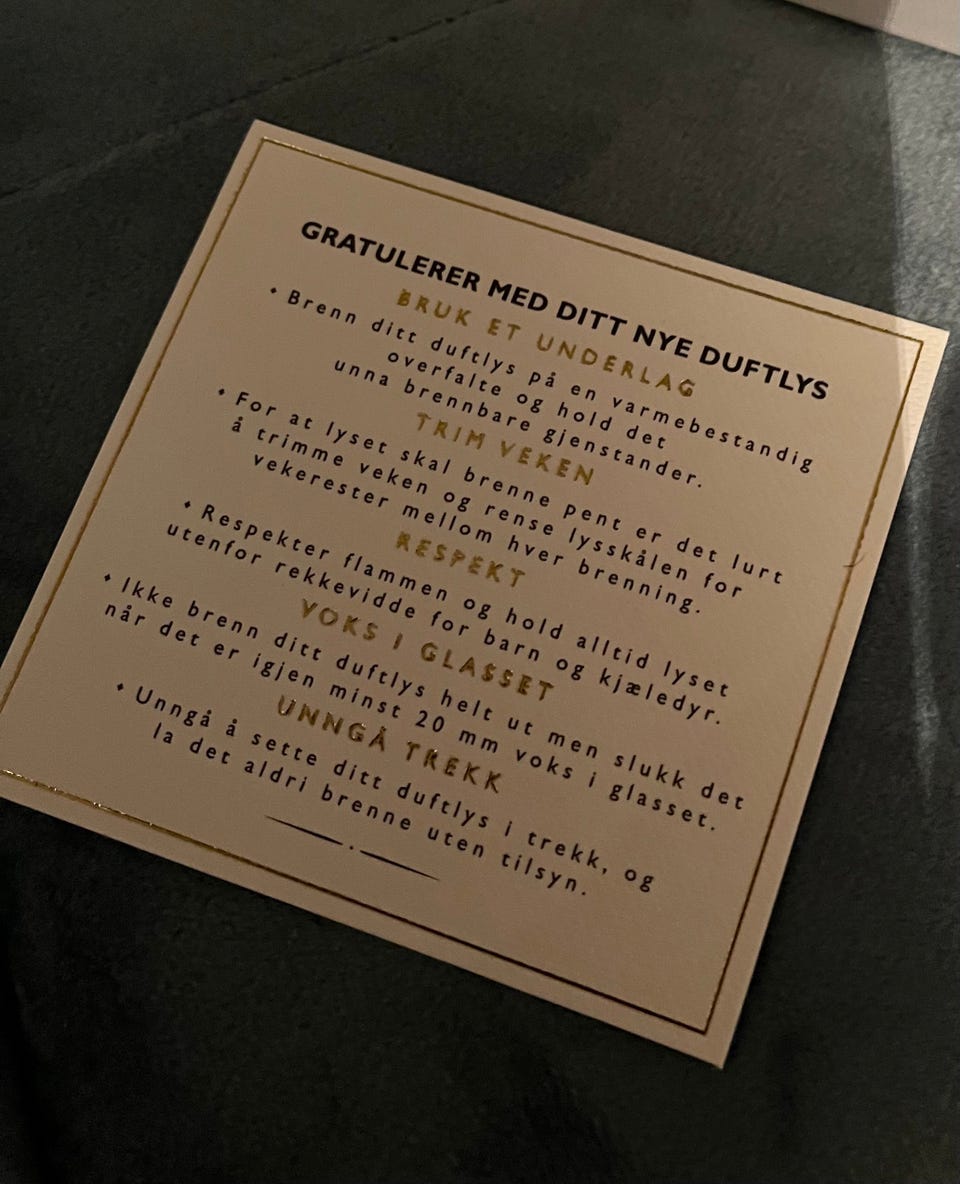 GRATULERER MED DITT NYE DUFTLYS
BRUK ET UNDERLAG
• Brenn ditt duftlys på en varmebestandig
overfalte og hold det
unna brennbare gjenstander.
TRIM VEKEN
• For at lyset skal brenne pent er det lurt
å trimme veken og rense lysskålen for
vekerester mellom hver brenning.
RESPEKT
• Respekter flammen og hold alltid lyset
utenfor rekkevidde for barn og kjæledyr.
VOKS I GLASSET
• Ikke brenn ditt duftlys helt ut men slukk det
når det er igjen minst 20 mm voks i glasset.
UNNGÅ TREKK
• Unngå å sette ditt duftlys i trekk, og
la det aldri brenne uten tilsyn.